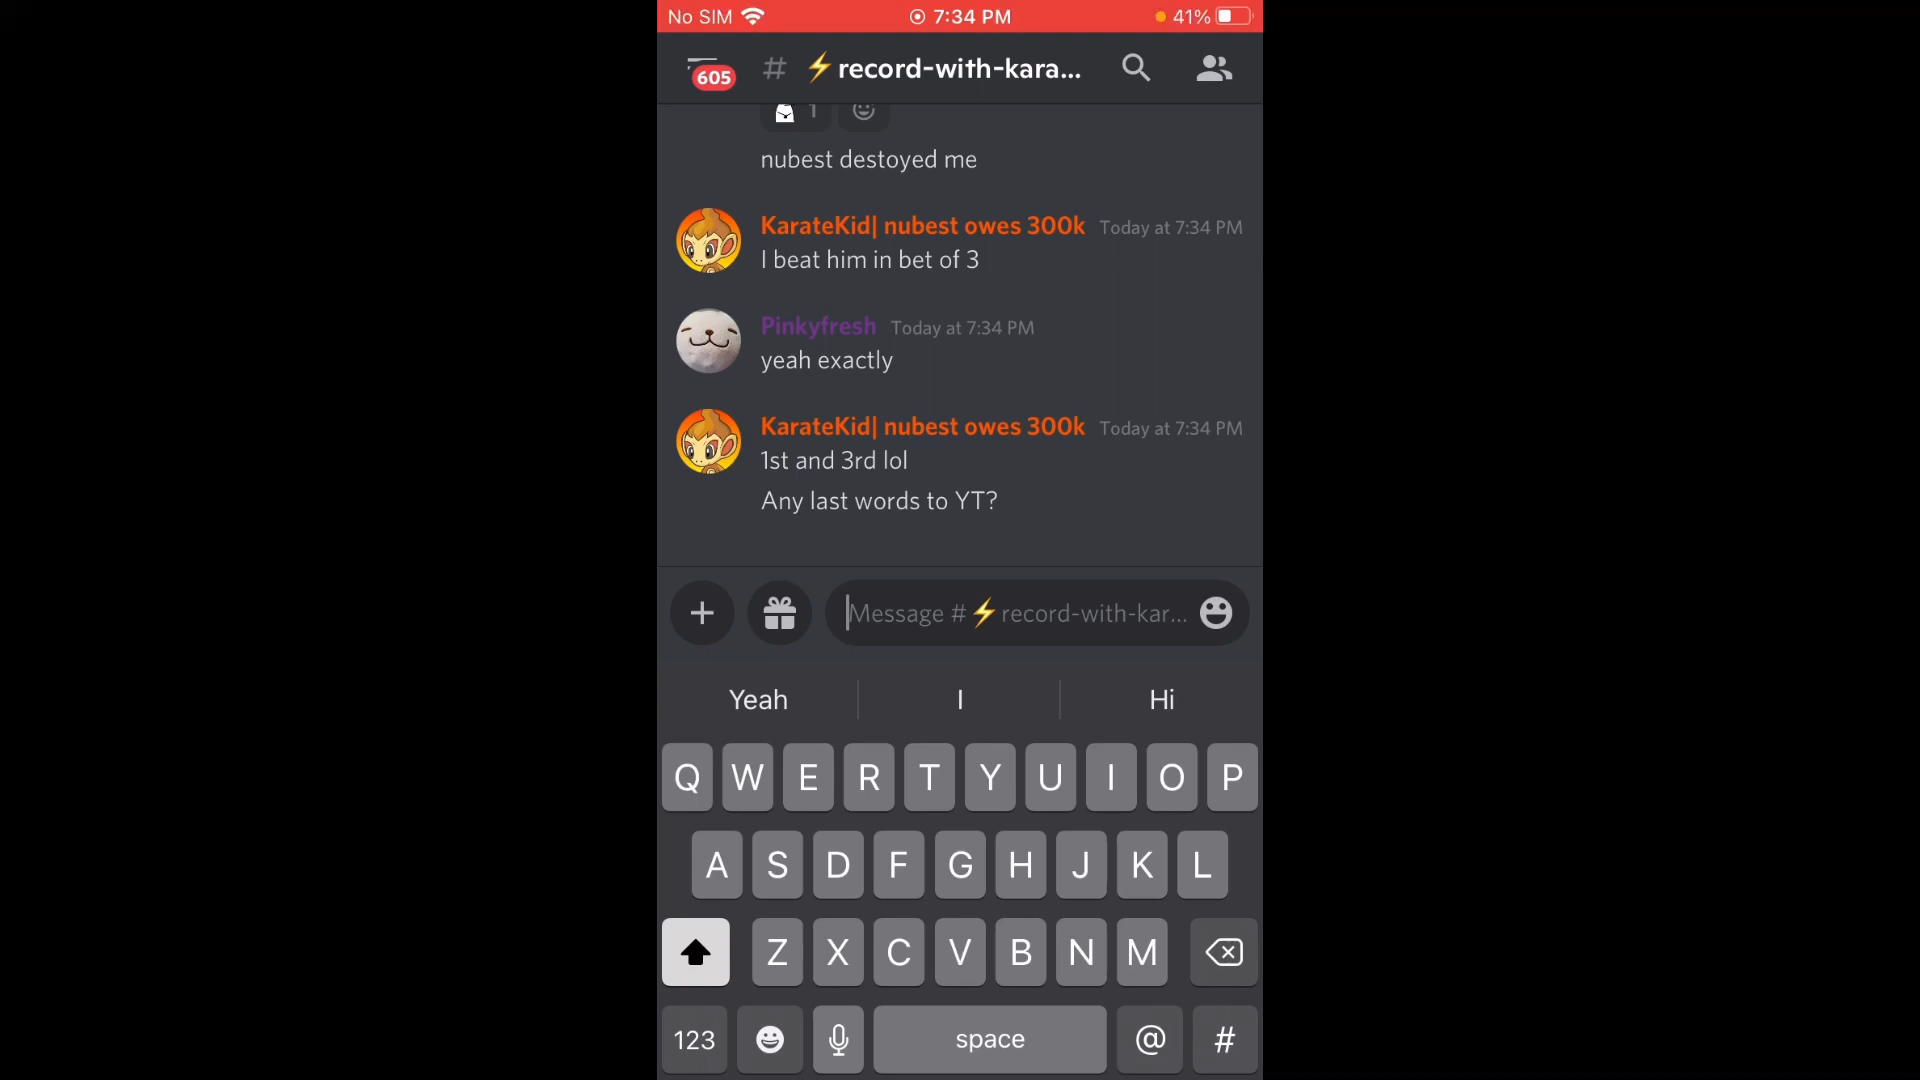 No SIM 7:34 PM 41%
605 # ⚡record-with-kara...
1
nubest destoyed me
KarateKid| nubest owes 300k Today at 7:34 PM
I beat him in bet of 3
Pinkyfresh Today at 7:34 PM
yeah exactly
KarateKid| nubest owes 300k Today at 7:34 PM
1st and 3rd lol
Any last words to YT?
Message #⚡record-with-kar...
Yeah I Hi
Q W E R T Y U I O P
A S D F G H J K L
Z X C V B N M
123 space @ #